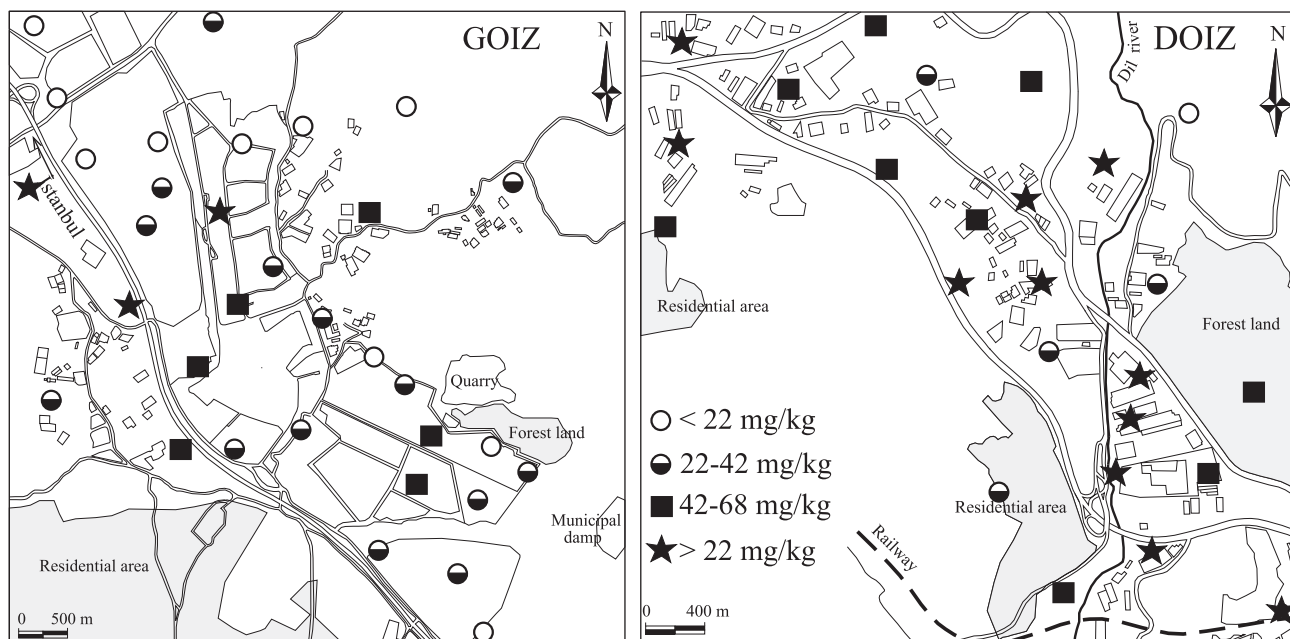 GOIZ
N
İstanbul
Quarry
Forest land
Municipal
damp
Residential area
0 500 m
DOIZ
N
Dil river
Residential area
Forest land
< 22 mg/kg
22-42 mg/kg
42-68 mg/kg
> 22 mg/kg
Residential area
Railway
0 400 m